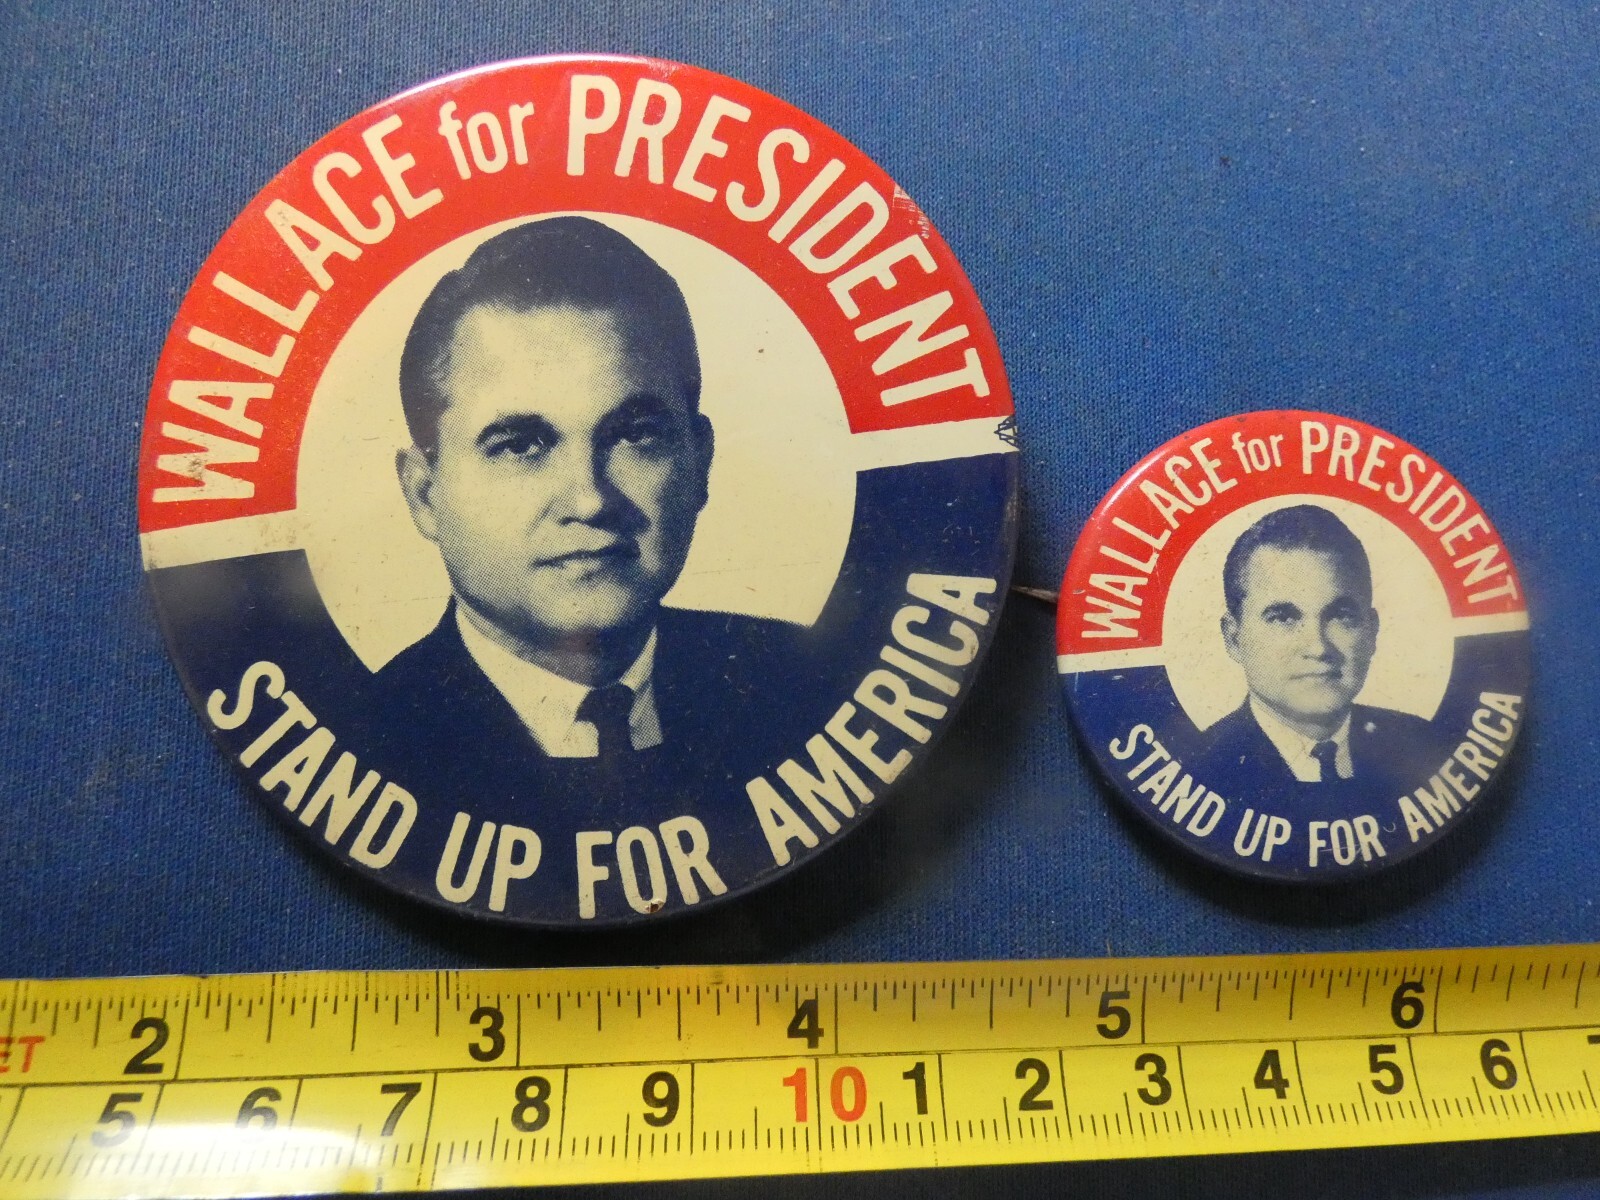 WALLACE for PRESIDENT
STAND UP FOR AMERICA
WALLACE for PRESIDENT
STAND UP FOR AMERICA
2 3 4 5 6
5 6 7 8 9 10 1 2 3 4 5 6